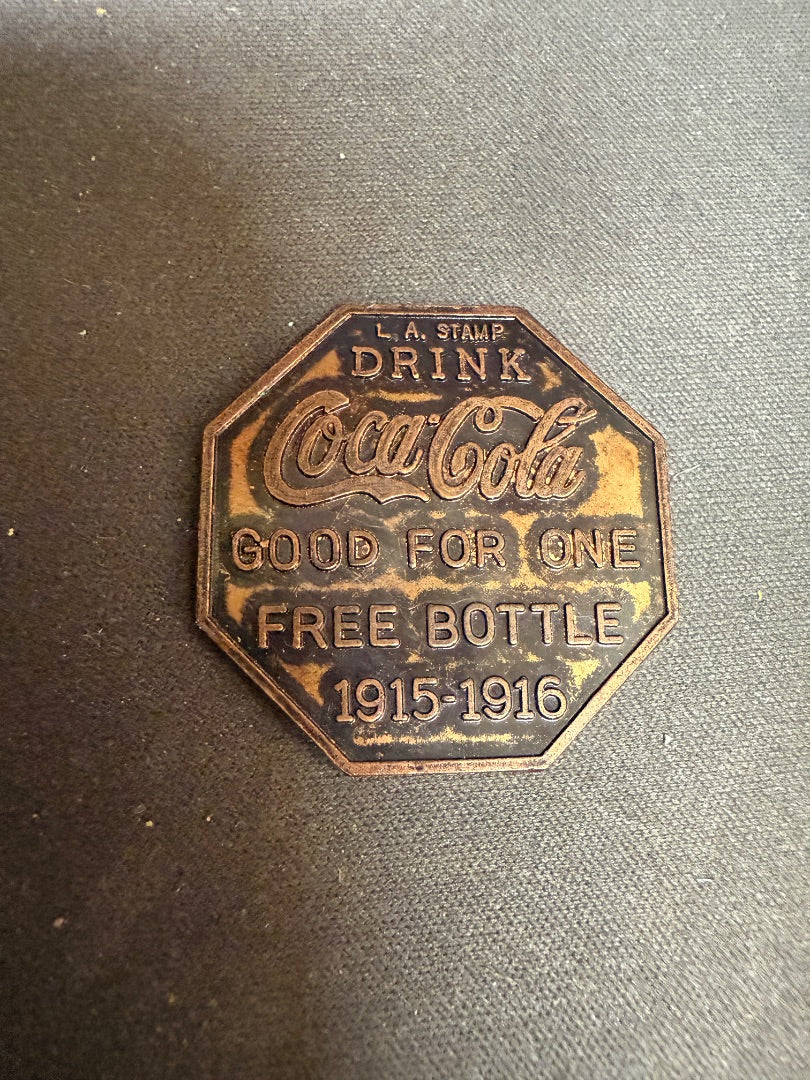 L. A. STAMP
DRINK
Coca-Cola
GOOD FOR ONE
FREE BOTTLE
1915-1916